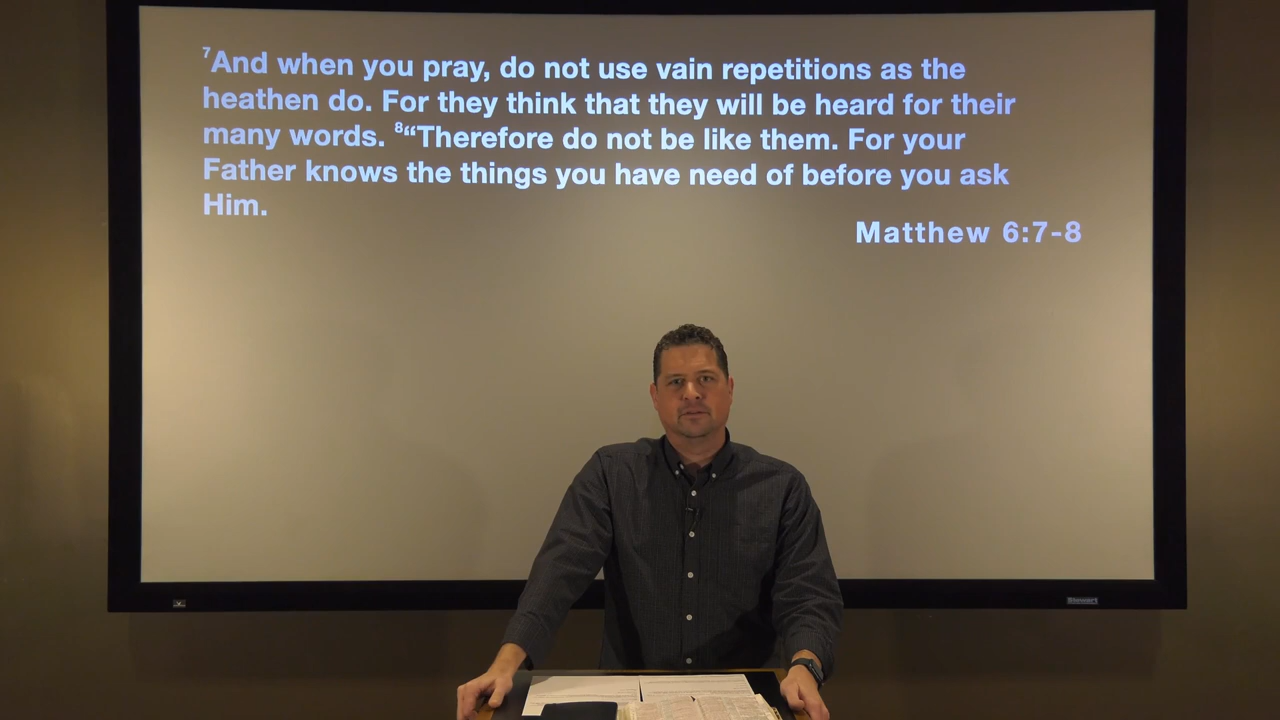 ⁷And when you pray, do not use vain repetitions as the
heathen do. For they think that they will be heard for their
many words. ⁸“Therefore do not be like them. For your
Father knows the things you have need of before you ask
Him.
Matthew 6:7-8
Stewart